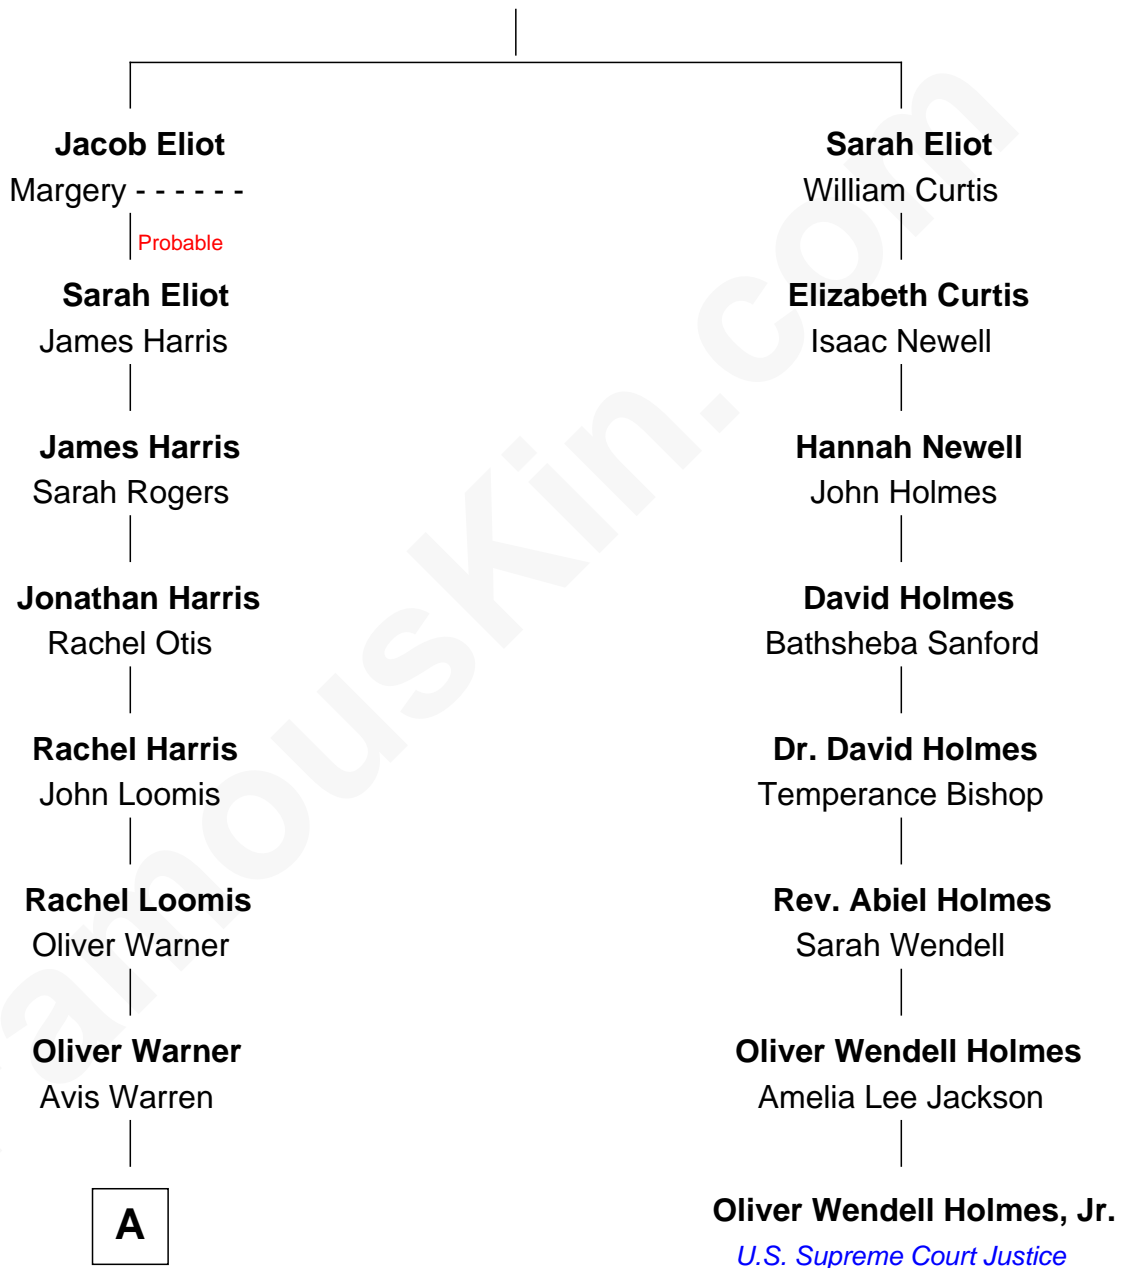 Jacob Eliot
Margery - - - - - -
Probable
Sarah Eliot
James Harris
James Harris
Sarah Rogers
Jonathan Harris
Rachel Otis
Rachel Harris
John Loomis
Rachel Loomis
Oliver Warner
Oliver Warner
Avis Warren
A
Sarah Eliot
William Curtis
Elizabeth Curtis
Isaac Newell
Hannah Newell
John Holmes
David Holmes
Bathsheba Sanford
Dr. David Holmes
Temperance Bishop
Rev. Abiel Holmes
Sarah Wendell
Oliver Wendell Holmes
Amelia Lee Jackson
Oliver Wendell Holmes, Jr.
U.S. Supreme Court Justice
amousKin.com